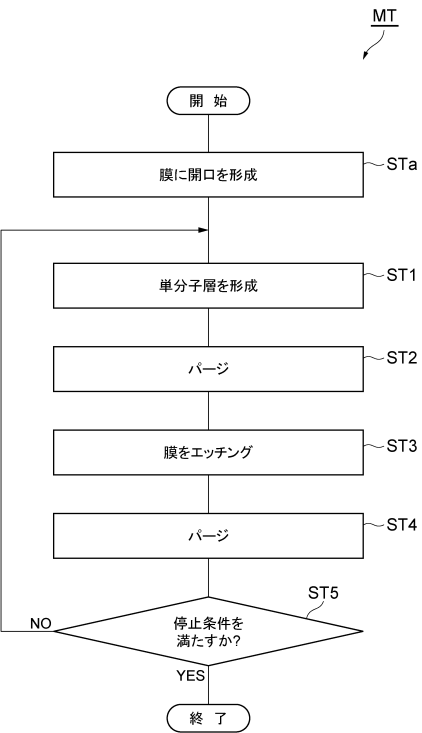 MT
開 始
膜に開口を形成
STa
単分子層を形成
ST1
パージ
ST2
膜をエッチング
ST3
パージ
ST4
停止条件を
満たすか?
ST5
NO
YES
終 了